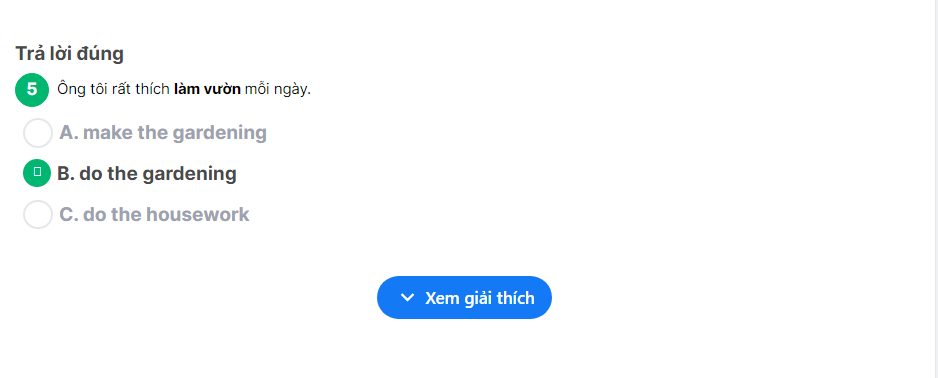 Trả lời đúng
5 Ông tôi rất thích làm vườn mỗi ngày.
A. make the gardening
B. do the gardening
C. do the housework
Xem giải thích